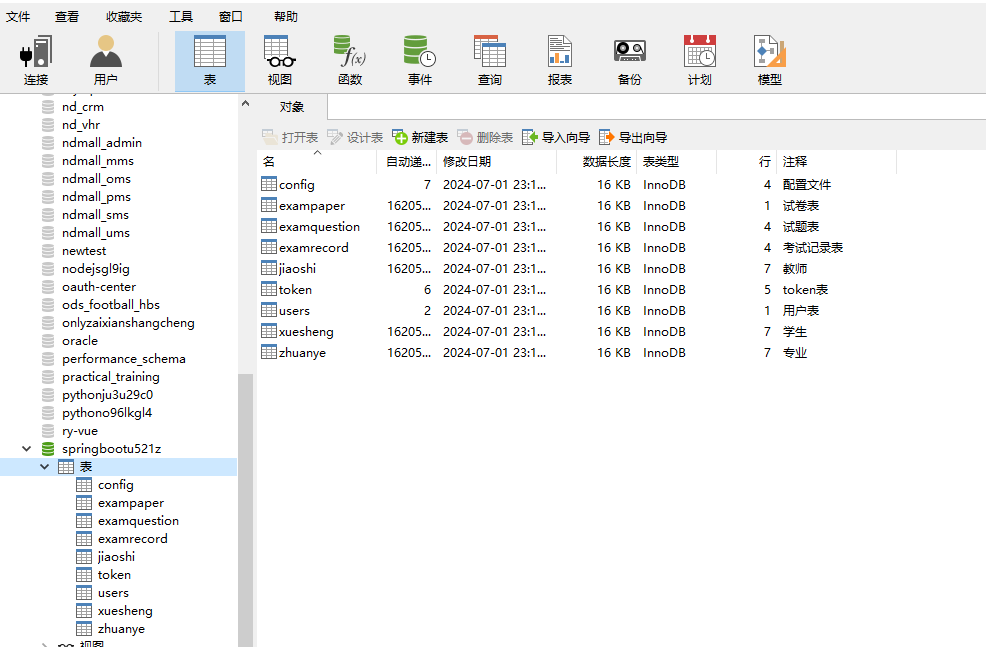 文件 查看 收藏夹 工具 窗口 帮助
连接 用户 表 视图 函数 事件 查询 报表 备份 计划 模型
nd_crm
nd_vhr
ndmall_admin
ndmall_mms
ndmall_oms
ndmall_pms
ndmall_sms
ndmall_ums
newtest
nodejsgl9ig
oauth-center
ods_football_hbs
onlyzaixianshangcheng
oracle
performance_schema
practical_training
pythonju3u29c0
pythono96lkgl4
ry-vue
springbootu521z
表
config
exampaper
examquestion
examrecord
jiaoshi
token
users
xuesheng
zhuanye
视图
对象
打开表 设计表 新建表 删除表 导入向导 导出向导
名 自动递... 修改日期 数据长度 表类型 行 注释
config 7 2024-07-01 23:1... 16 KB InnoDB 4 配置文件
exampaper 16205... 2024-07-01 23:1... 16 KB InnoDB 1 试卷表
examquestion 16205... 2024-07-01 23:1... 16 KB InnoDB 4 试题表
examrecord 16205... 2024-07-01 23:1... 16 KB InnoDB 4 考试记录表
jiaoshi 16205... 2024-07-01 23:1... 16 KB InnoDB 7 教师
token 6 2024-07-01 23:1... 16 KB InnoDB 5 token表
users 2 2024-07-01 23:1... 16 KB InnoDB 1 用户表
xuesheng 16205... 2024-07-01 23:1... 16 KB InnoDB 7 学生
zhuanye 16205... 2024-07-01 23:1... 16 KB InnoDB 7 专业